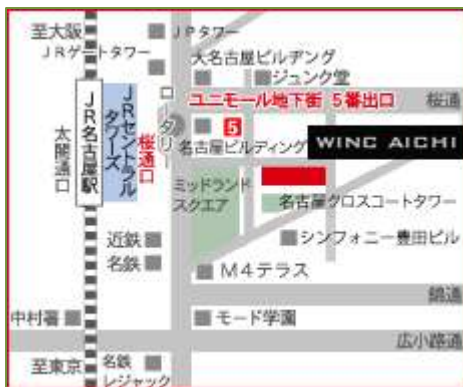 至大阪
JPタワー
JRゲートタワー
大名古屋ビルヂング
ジュンク堂
ユニモール地下街 5番出口
桜通
JR名古屋駅
JRセントラルタワーズ
ロータリー
桜通口
太閤通口
5
名古屋ビルディング
WINC AICHI
ミッドランド
スクエア
名古屋クロスコートタワー
近鉄
シンフォニー豊田ビル
名鉄
M4テラス
錦通
中村署
モード学園
広小路通
至東京
名鉄
レジャック